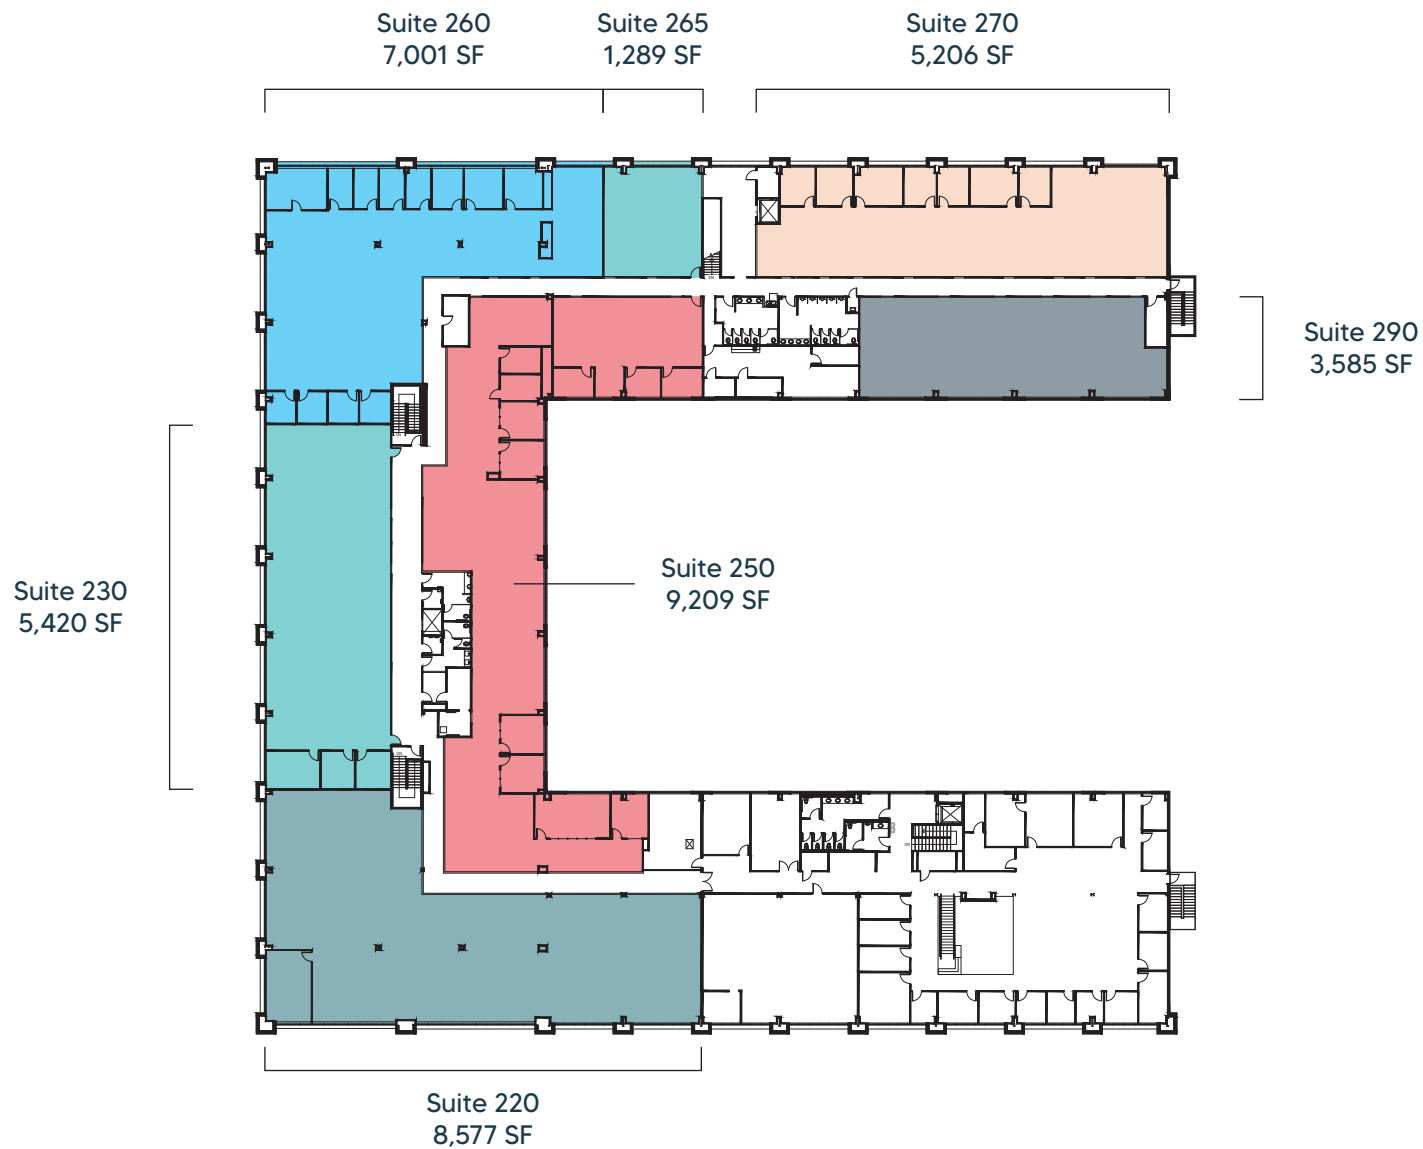 Suite 260
7,001 SF
Suite 265
1,289 SF
Suite 270
5,206 SF
Suite 290
3,585 SF
Suite 250
9,209 SF
Suite 230
5,420 SF
Suite 220
8,577 SF